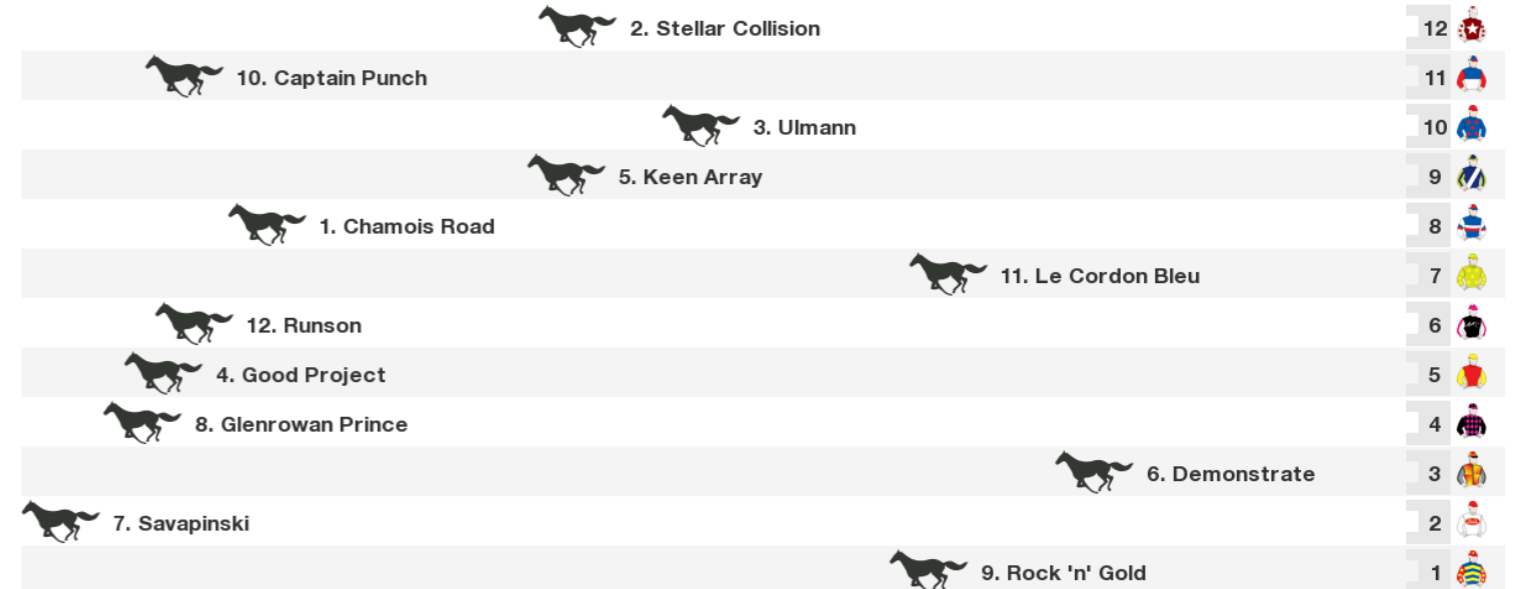 2. Stellar Collision 12
10. Captain Punch 11
3. Ulmann 10
5. Keen Array 9
1. Chamois Road 8
11. Le Cordon Bleu 7
12. Runson 6
4. Good Project 5
8. Glenrowan Prince 4
6. Demonstrate 3
7. Savapinski 2
9. Rock 'n' Gold 1